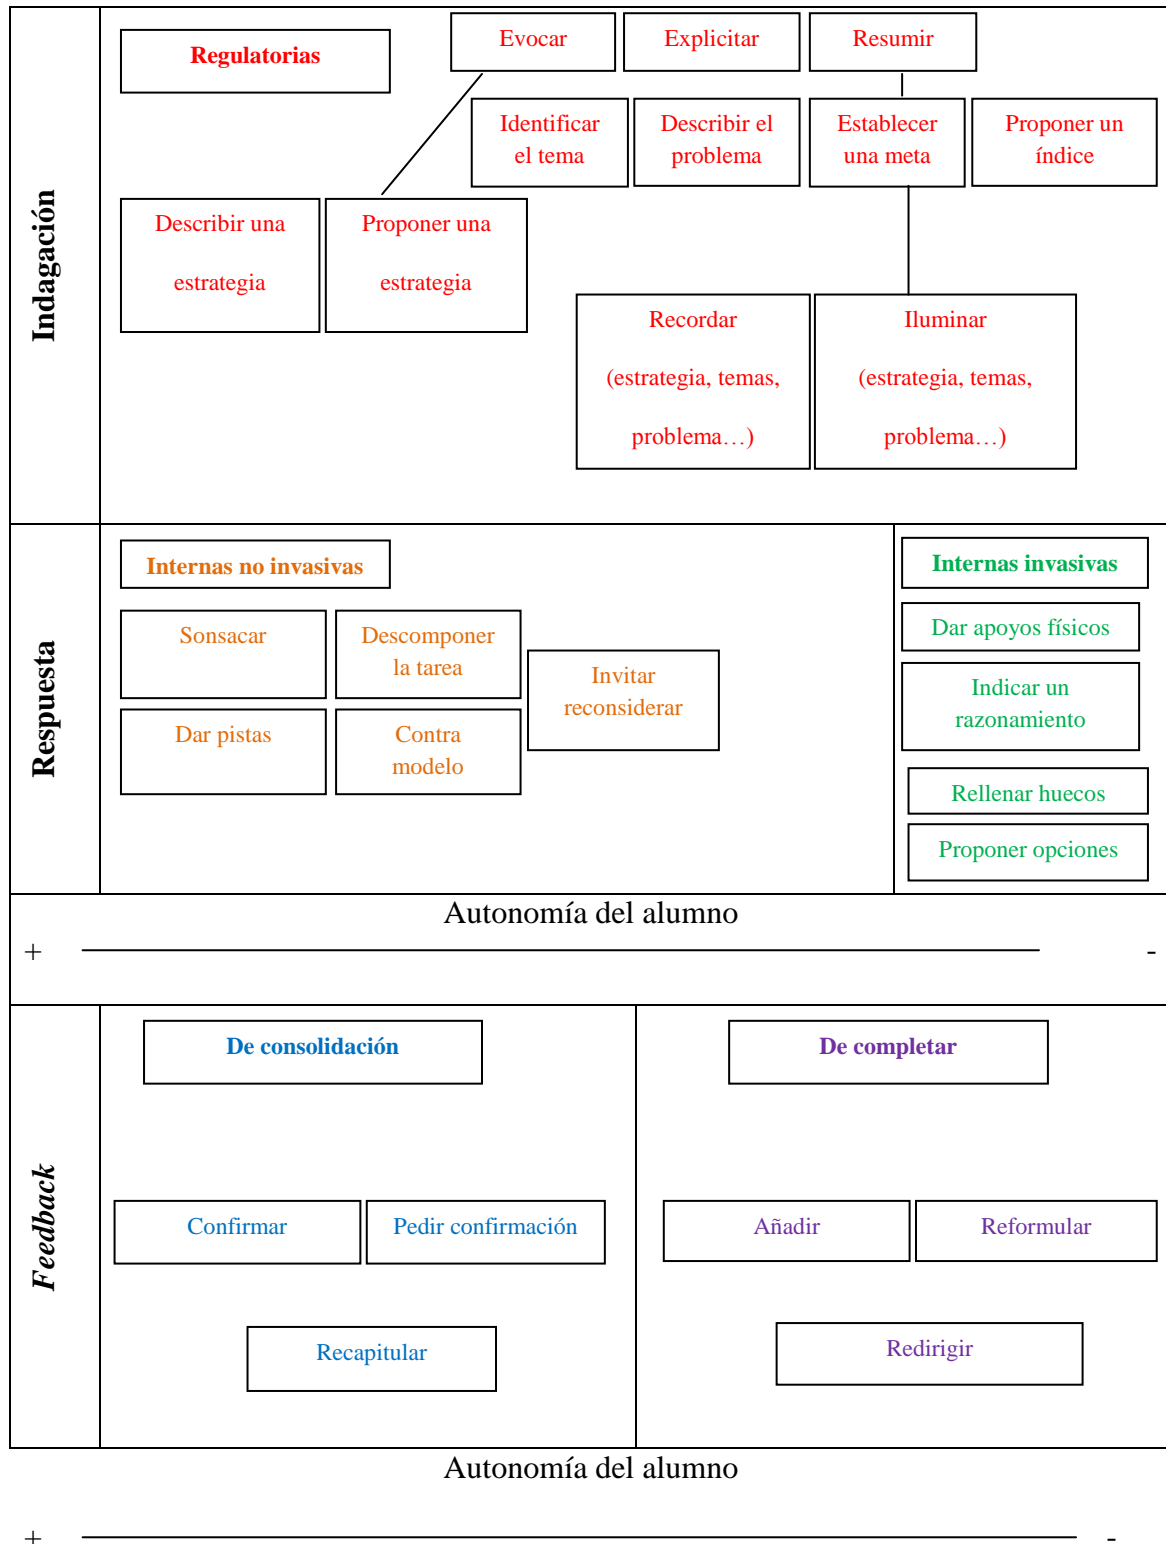 Indagación
Regulatorias
Evocar
Explicitar
Resumir
Identificar
el tema
Describir el
problema
Establecer
una meta
Proponer un
índice
Describir una
estrategia
Proponer una
estrategia
Recordar
(estrategia, temas,
problema…)
Iluminar
(estrategia, temas,
problema…)
Respuesta
Internas no invasivas
Sonsacar
Descomponer
la tarea
Invitar
reconsiderar
Dar pistas
Contra
modelo
Internas invasivas
Dar apoyos físicos
Indicar un
razonamiento
Rellenar huecos
Proponer opciones
Autonomía del alumno
+ -
Feedback
De consolidación
Confirmar
Pedir confirmación
Recapitular
De completar
Añadir
Reformular
Redirigir
Autonomía del alumno
+ -